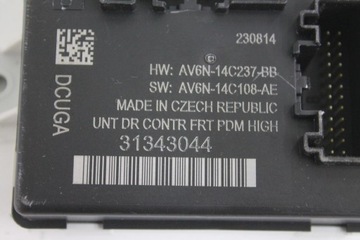 230814
HW: AV6N-14C237-BB
SW: AV6N-14C108-AE
MADE IN CZECH REPUBLIC
UNT DR CONTR FRT PDM HIGH
31343044
DCUGA